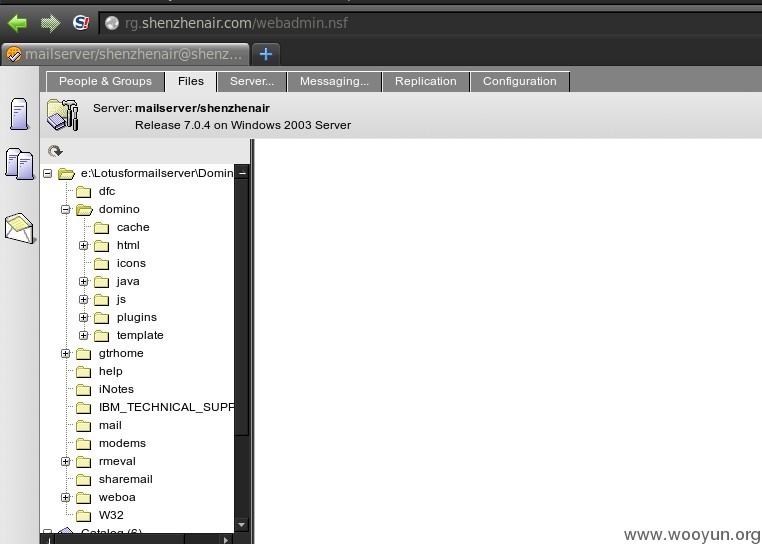 rg.shenzhenair.com/webadmin.nsf
mailserver/shenzhenair@shenz...
People & Groups Files Server... Messaging... Replication Configuration
Server: mailserver/shenzhenair
Release 7.0.4 on Windows 2003 Server
e:\Lotusformailserver\Domin
dfc
domino
cache
html
icons
java
js
plugins
template
gtrhome
help
iNotes
IBM_TECHNICAL_SUPP
mail
modems
rmeval
sharemail
weboa
W32
Catalog (6)
www.wooyun.org